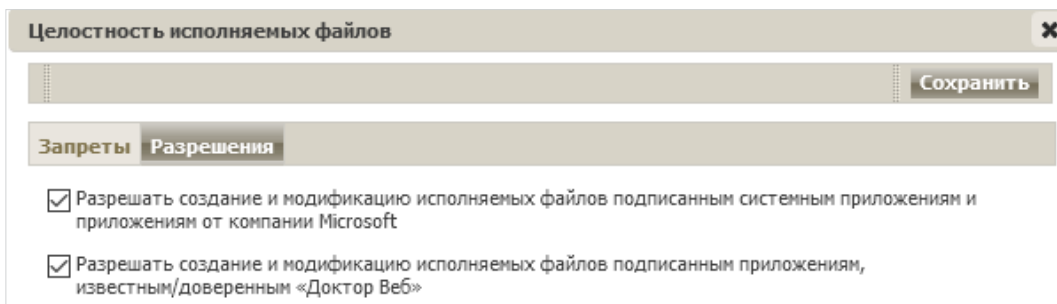 Целостность исполняемых файлов
Сохранить
Запреты Разрешения
Разрешать создание и модификацию исполняемых файлов подписанным системным приложениям и
приложениям от компании Microsoft
Разрешать создание и модификацию исполняемых файлов подписанным приложениям,
известным/доверенным «Доктор Веб»